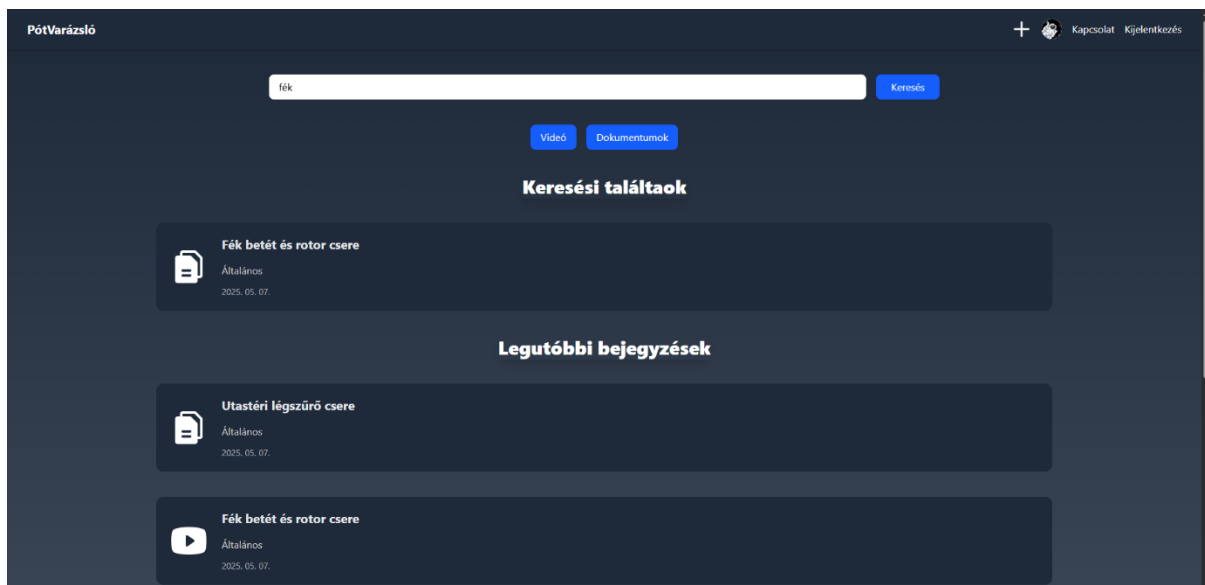 PótVarázsló
Kapcsolat Kijelentkezés
fék
Keresés
Videó Dokumentumok
Keresési találtaok
Fék betét és rotor csere
Általános
2025. 05. 07.
Legutóbbi bejegyzések
Utastéri légszűrő csere
Általános
2025. 05. 07.
Fék betét és rotor csere
Általános
2025. 05. 07.